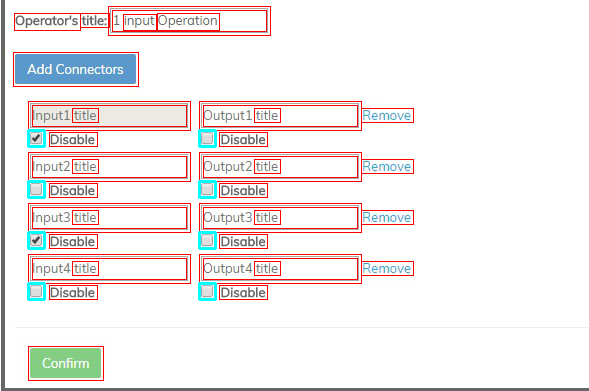 Operator's title: 1 input Operation
Add Connectors
Input1 title Output1 title Remove
Disable Disable
Input2 title Output2 title Remove
Disable Disable
Input3 title Output3 title Remove
Disable Disable
Input4 title Output4 title Remove
Disable Disable
Confirm